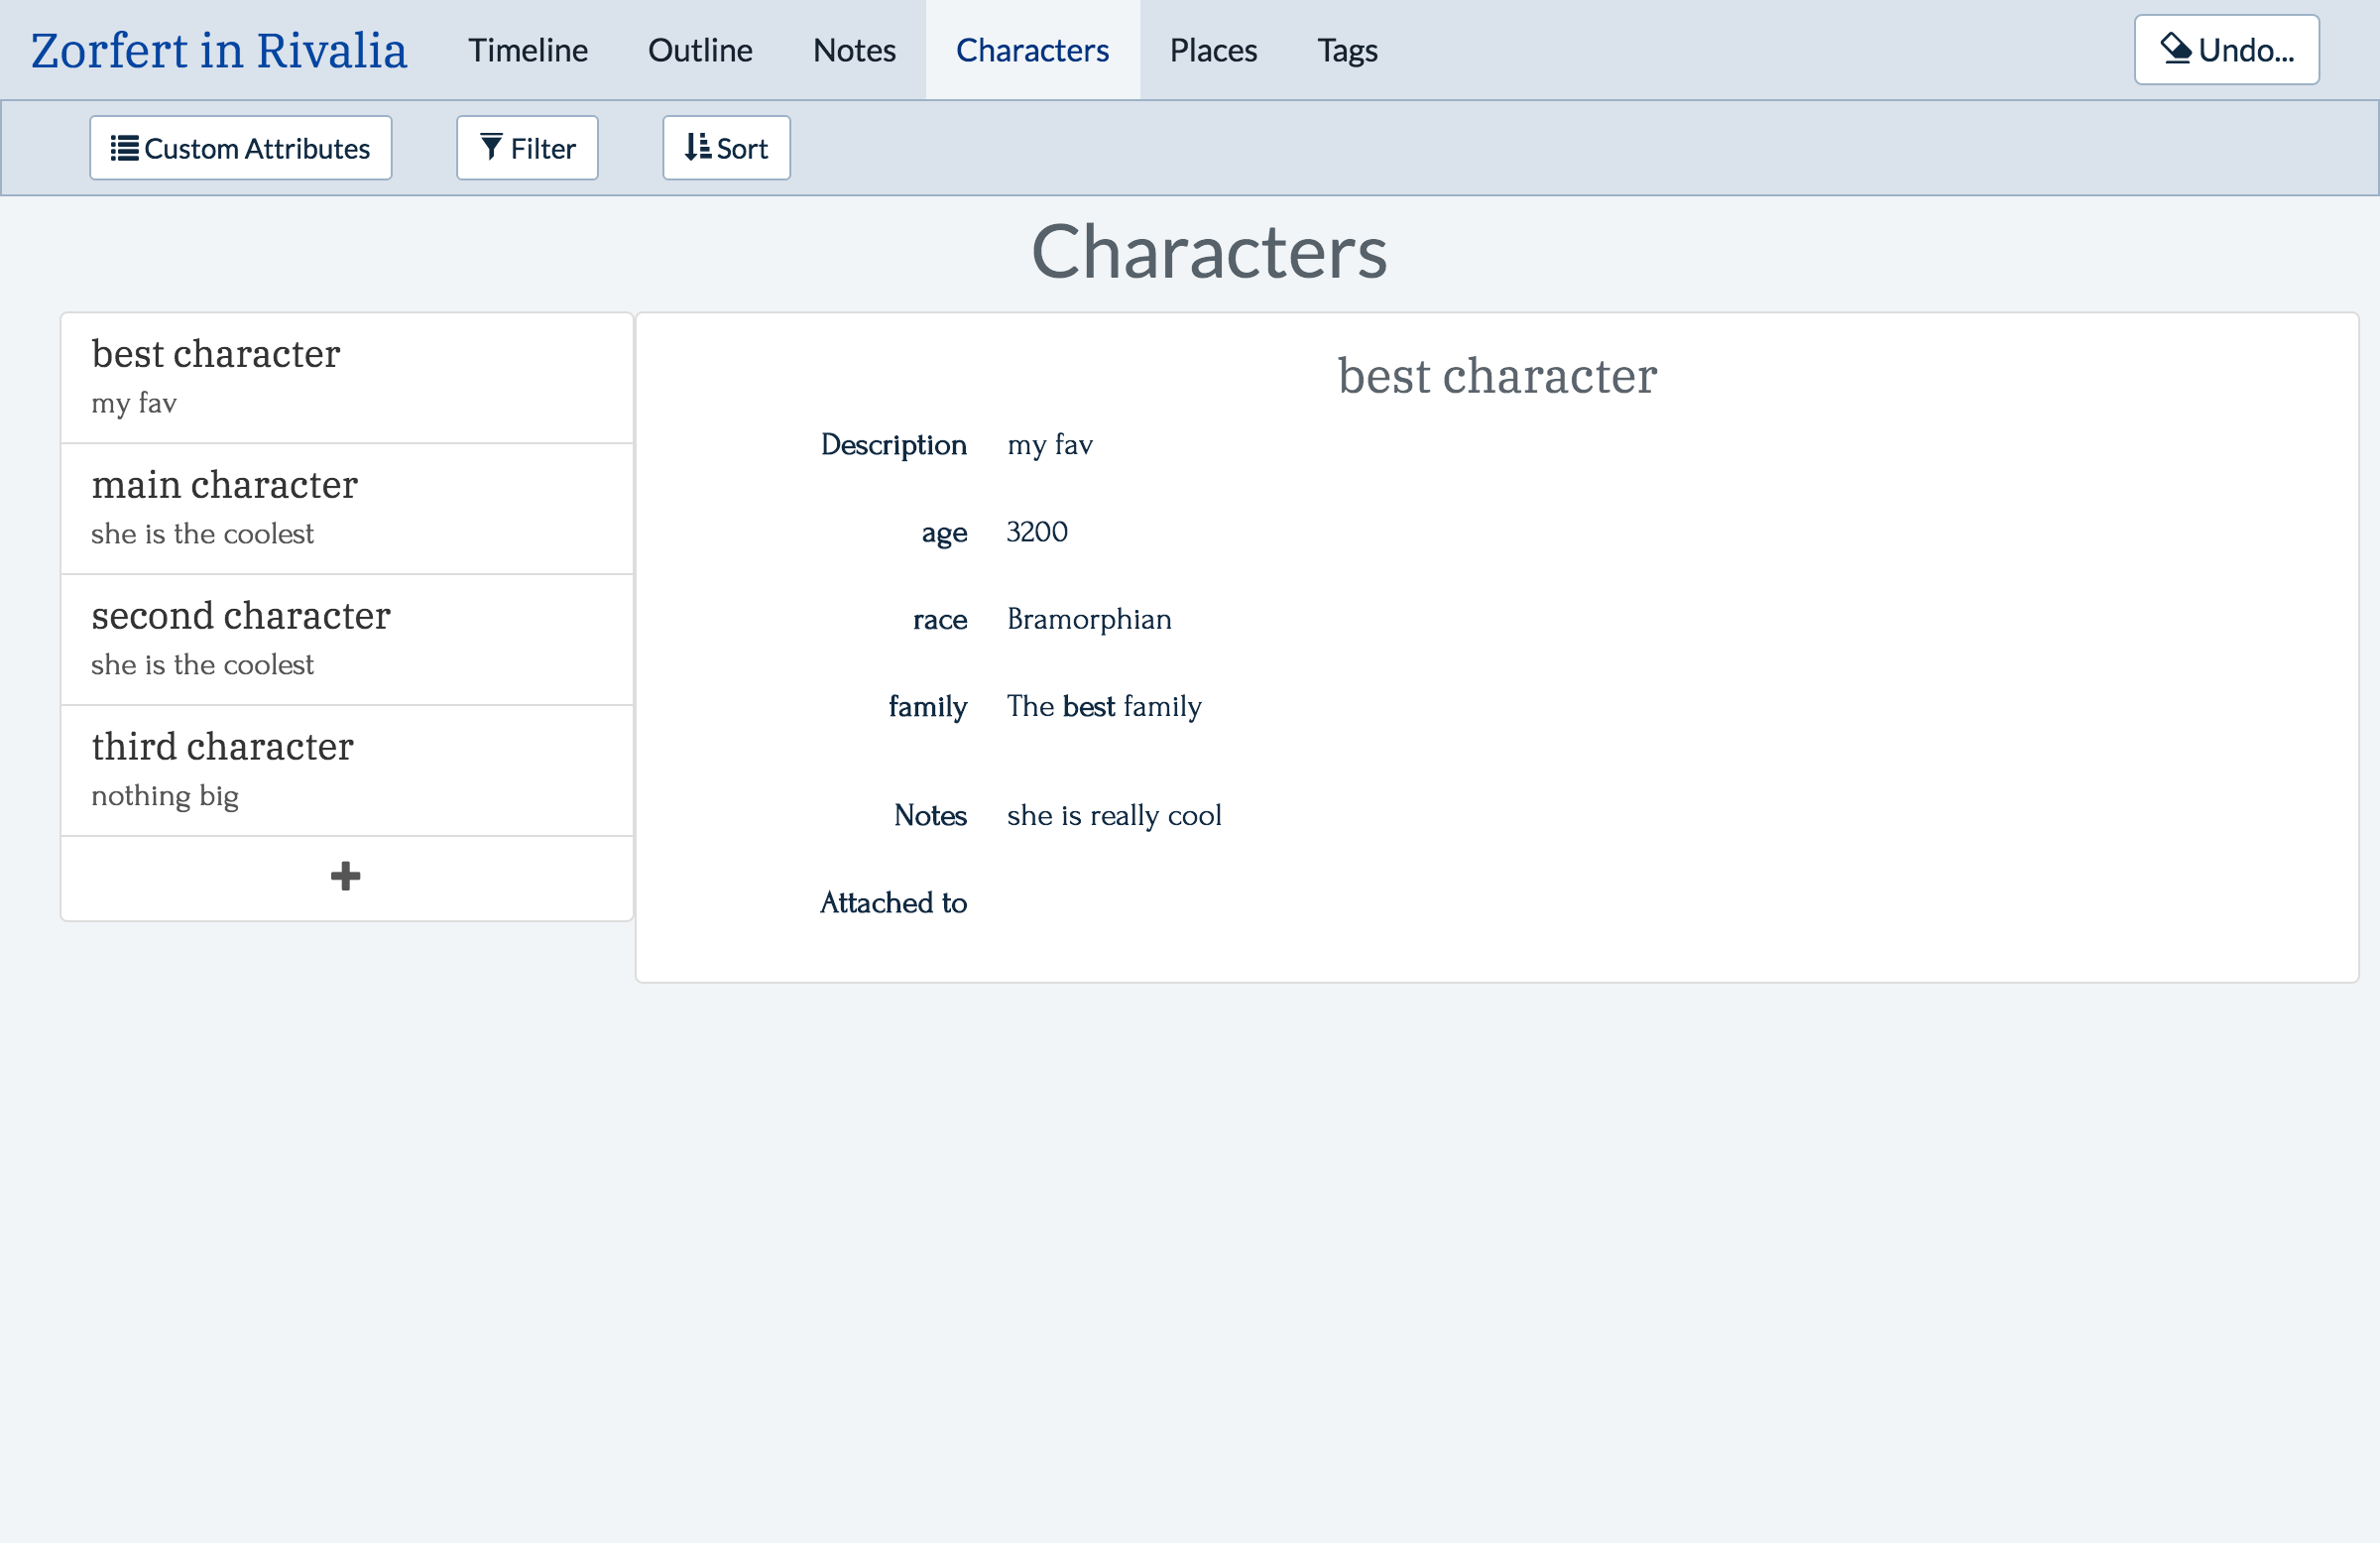 Zorfert in Rivalia Timeline Outline Notes Characters Places Tags Undo...
Custom Attributes Filter Sort
Characters
best character
my fav
main character
she is the coolest
second character
she is the coolest
third character
nothing big
best character
Description my fav
age 3200
race Bramorphian
family The best family
Notes she is really cool
Attached to